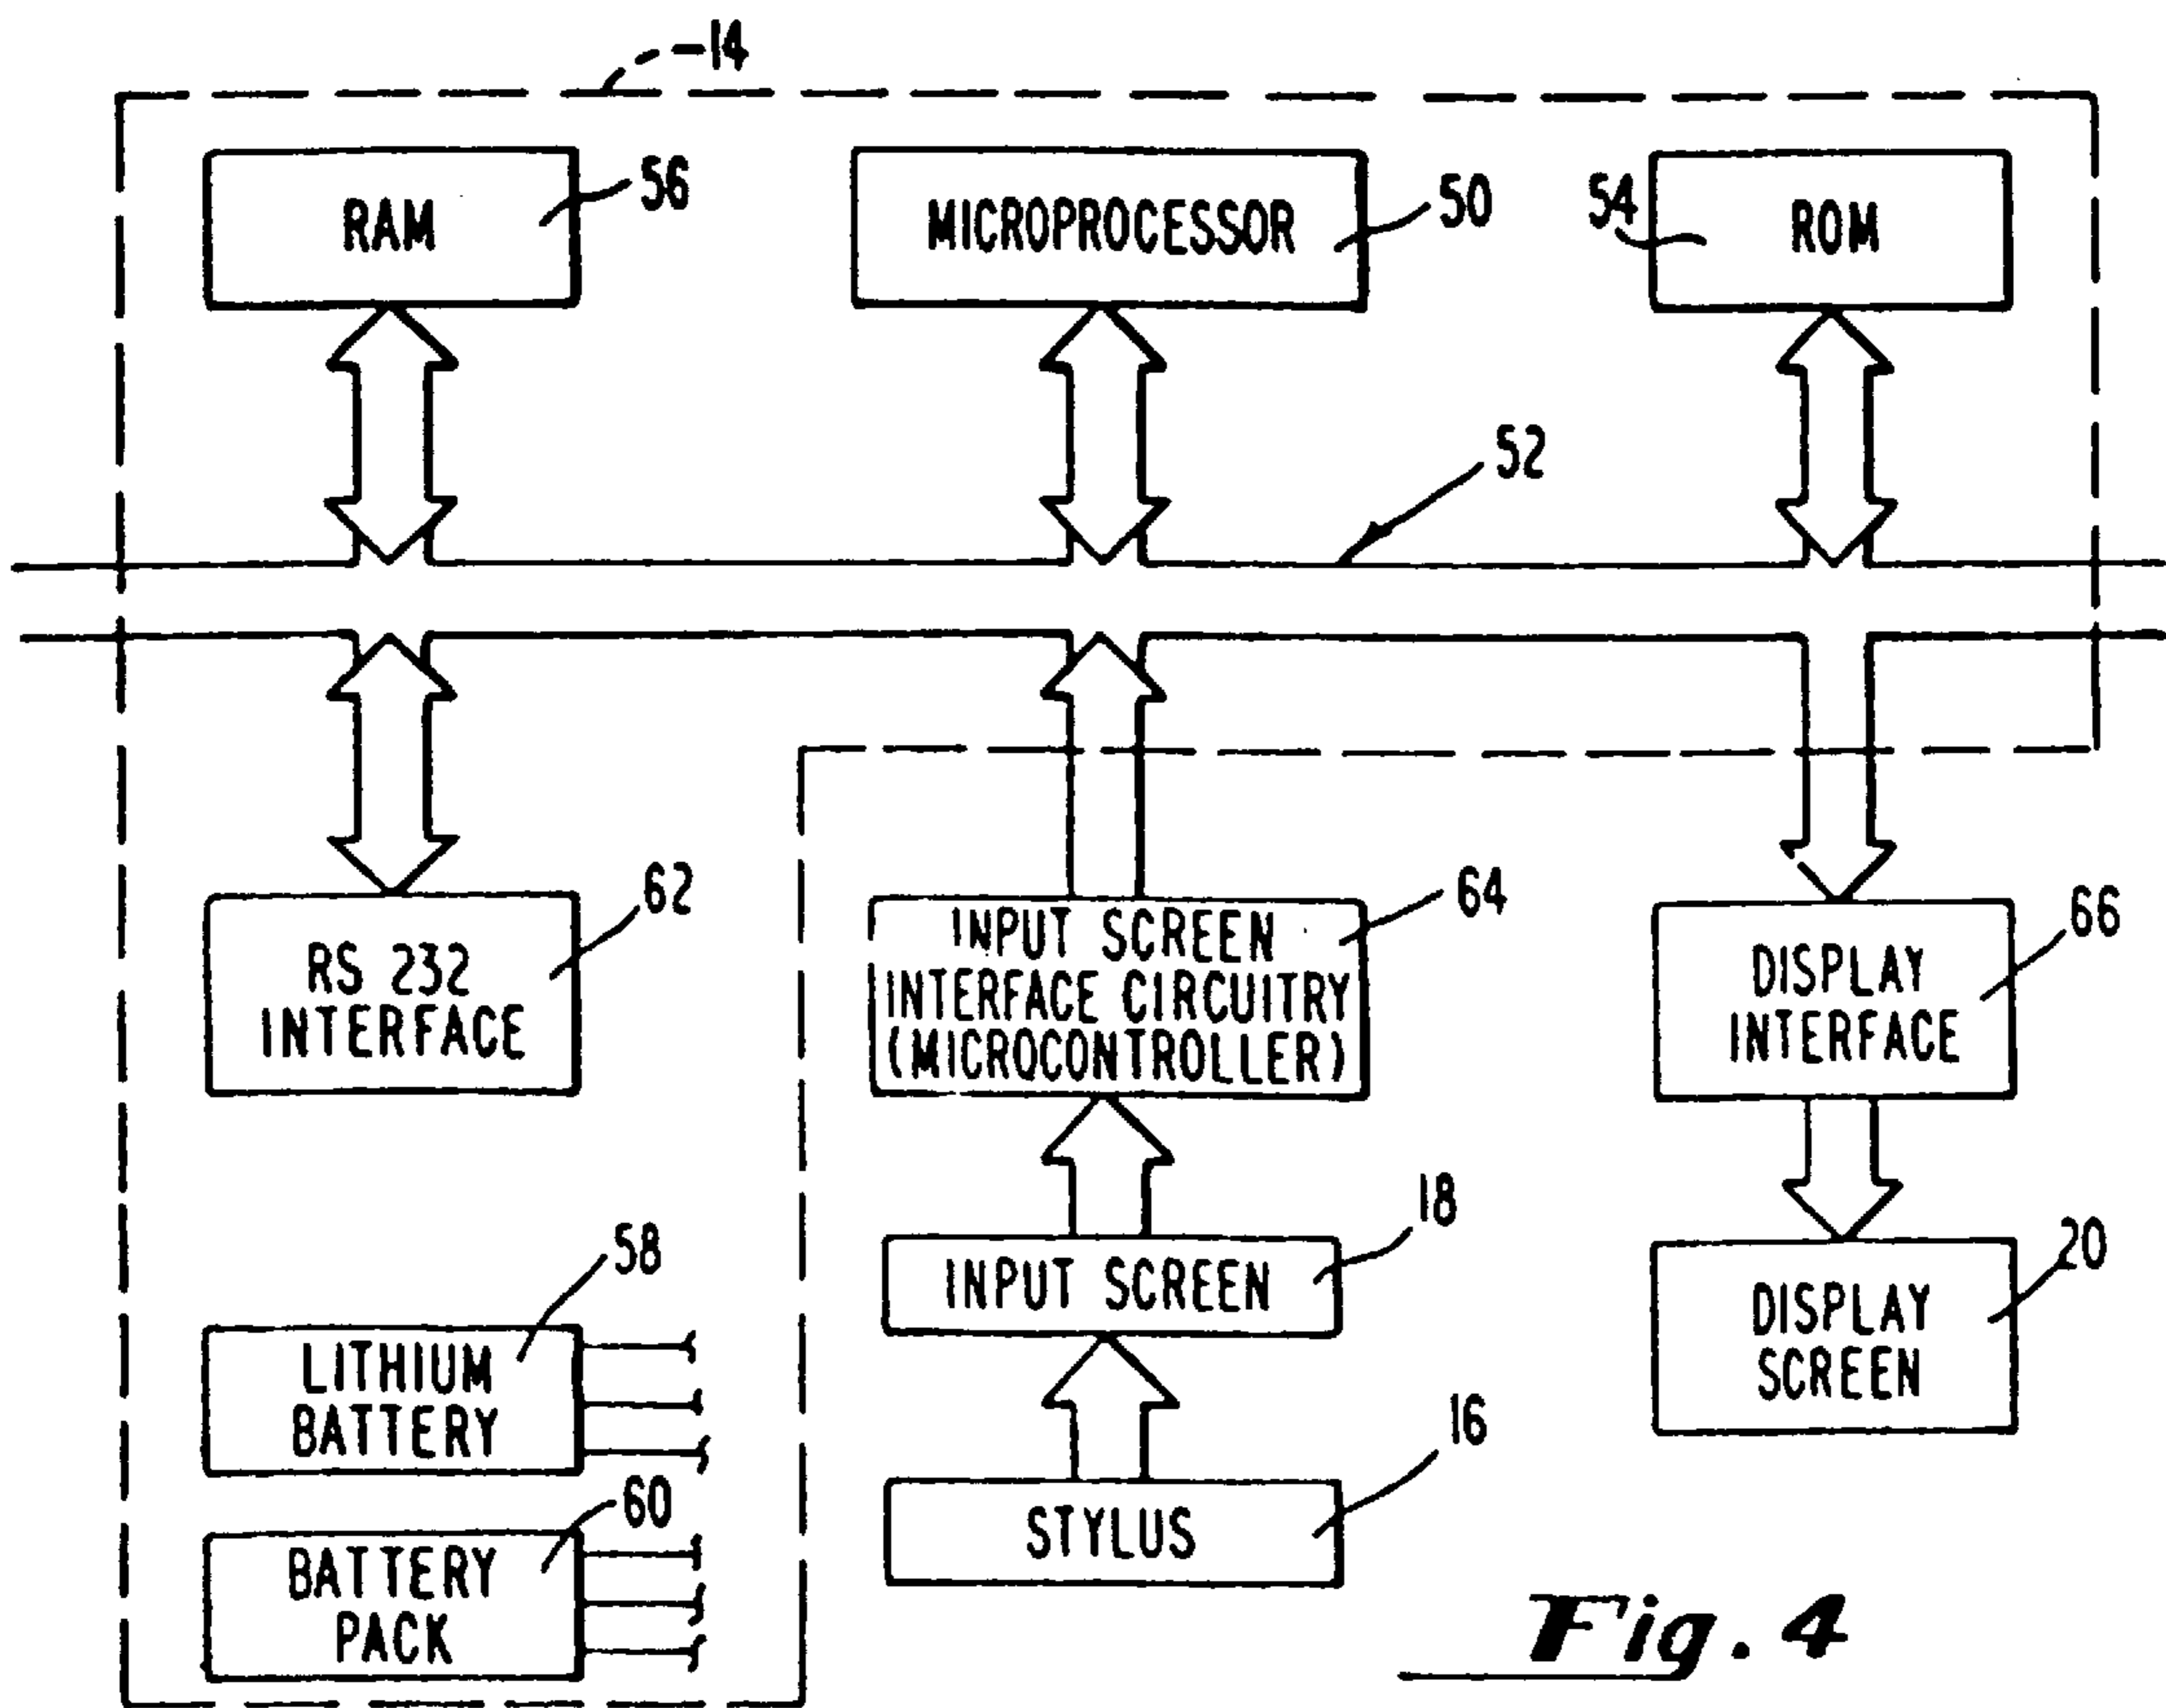 14
RAM
56
MICROPROCESSOR
50
54
ROM
52
RS 232
INTERFACE
62
INPUT SCREEN
INTERFACE CIRCUITRY
(MICROCONTROLLER)
64
DISPLAY
INTERFACE
66
INPUT SCREEN
18
DISPLAY
SCREEN
20
LITHIUM
BATTERY
58
STYLUS
16
BATTERY
PACK
60
Fig. 4